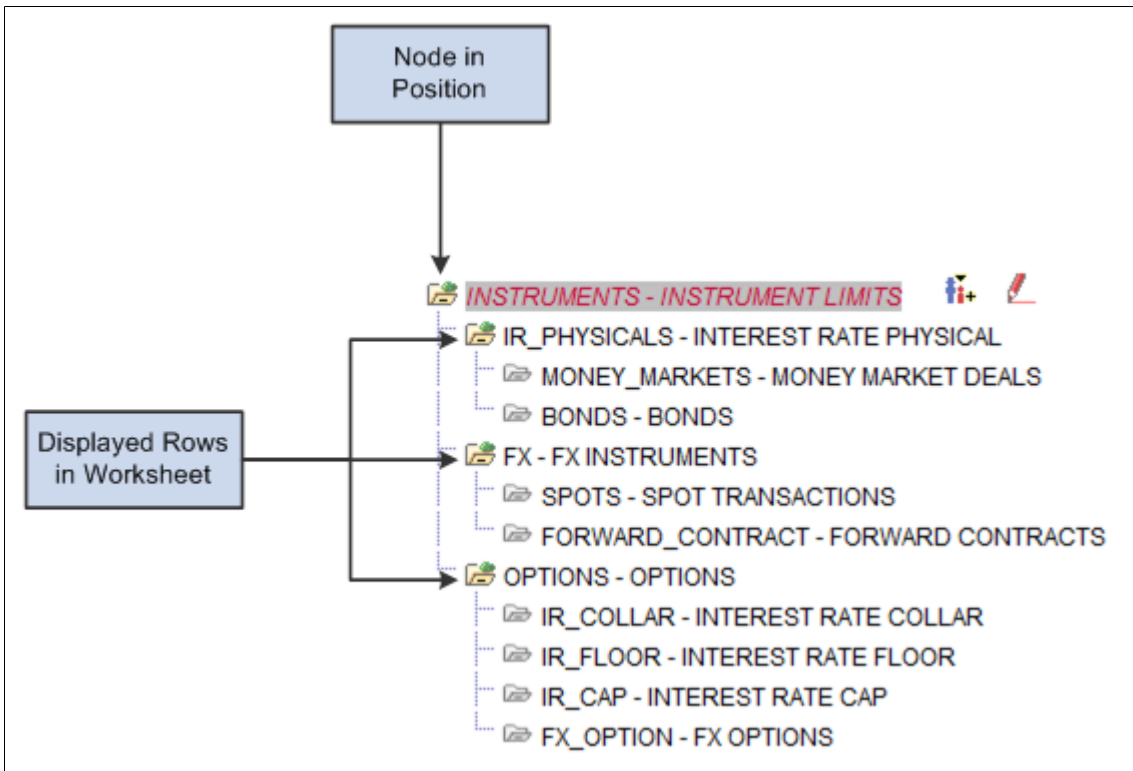 Node in
Position
INSTRUMENTS - INSTRUMENT LIMITS
IR_PHYSICALS - INTEREST RATE PHYSICAL
MONEY_MARKETS - MONEY MARKET DEALS
BONDS - BONDS
Displayed Rows
in Worksheet
FX - FX INSTRUMENTS
SPOTS - SPOT TRANSACTIONS
FORWARD_CONTRACT - FORWARD CONTRACTS
OPTIONS - OPTIONS
IR_COLLAR - INTEREST RATE COLLAR
IR_FLOOR - INTEREST RATE FLOOR
IR_CAP - INTEREST RATE CAP
FX_OPTION - FX OPTIONS